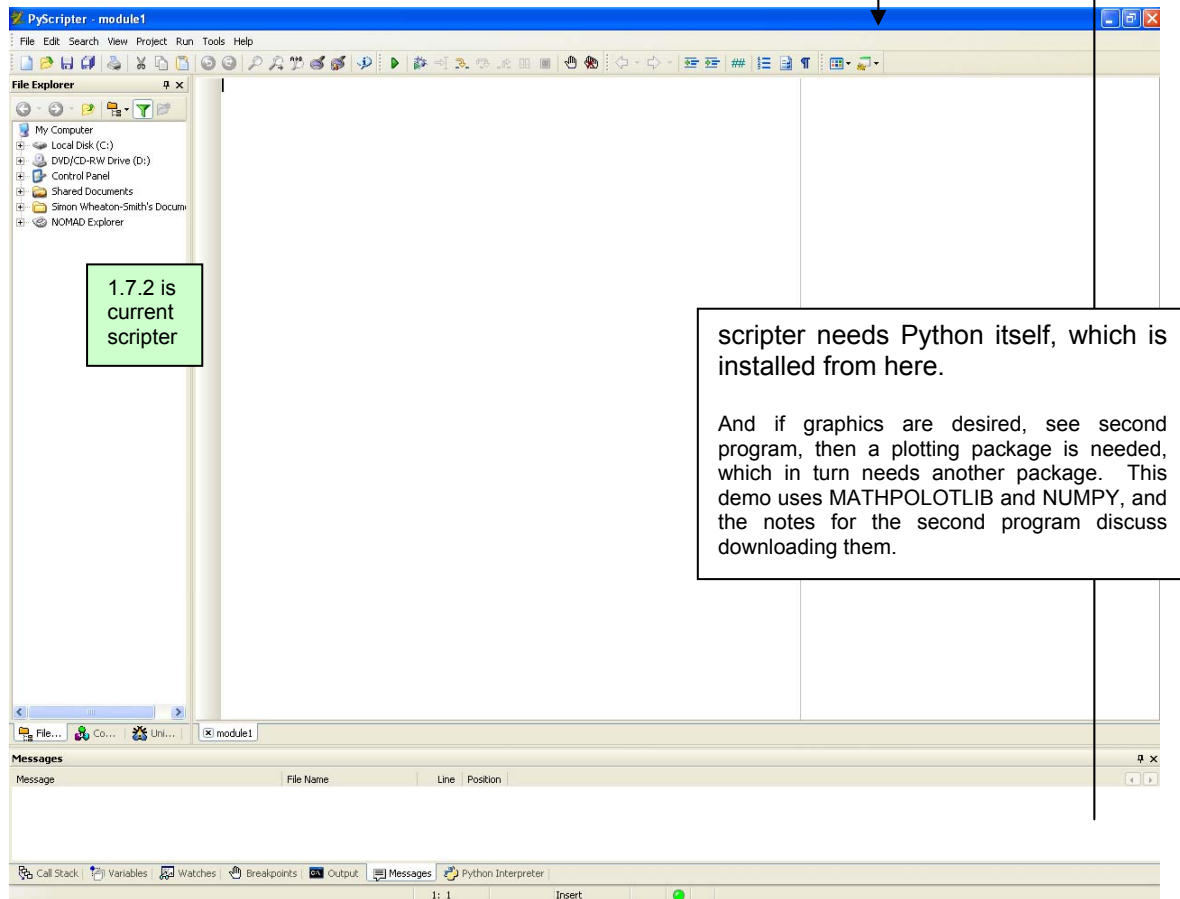 PyScripter - module1
File Edit Search View Project Run Tools Help
File Explorer
My Computer
Local Disk (C:)
DVD/CD-RW Drive (D:)
Control Panel
Shared Documents
Simon Wheaton-Smith's Docum
NOMAD Explorer
1.7.2 is
current
scripter
scripter needs Python itself, which is
installed from here.
And if graphics are desired, see second
program, then a plotting package is needed,
which in turn needs another package. This
demo uses MATHPOLOTLIB and NUMPY, and
the notes for the second program discuss
downloading them.
File... Co... Uni... module1
Messages
Message File Name Line Position
Call Stack Variables Watches Breakpoints Output Messages Python Interpreter
1: 1 Insert